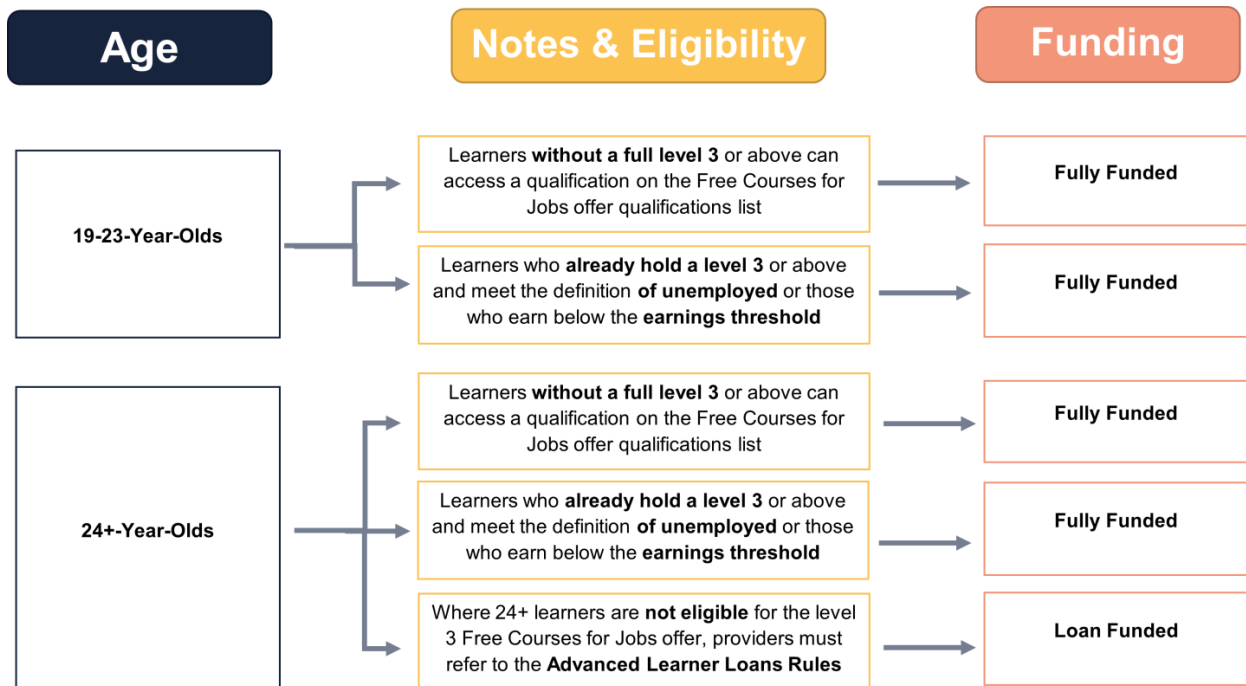 Age
Notes & Eligibility
Funding
19-23-Year-Olds
Learners without a full level 3 or above can
access a qualification on the Free Courses for
Jobs offer qualifications list
Fully Funded
Learners who already hold a level 3 or above
and meet the definition of unemployed or those
who earn below the earnings threshold
Fully Funded
24+-Year-Olds
Learners without a full level 3 or above can
access a qualification on the Free Courses for
Jobs offer qualifications list
Fully Funded
Learners who already hold a level 3 or above
and meet the definition of unemployed or those
who earn below the earnings threshold
Fully Funded
Where 24+ learners are not eligible for the level
3 Free Courses for Jobs offer, providers must
refer to the Advanced Learner Loans Rules
Loan Funded